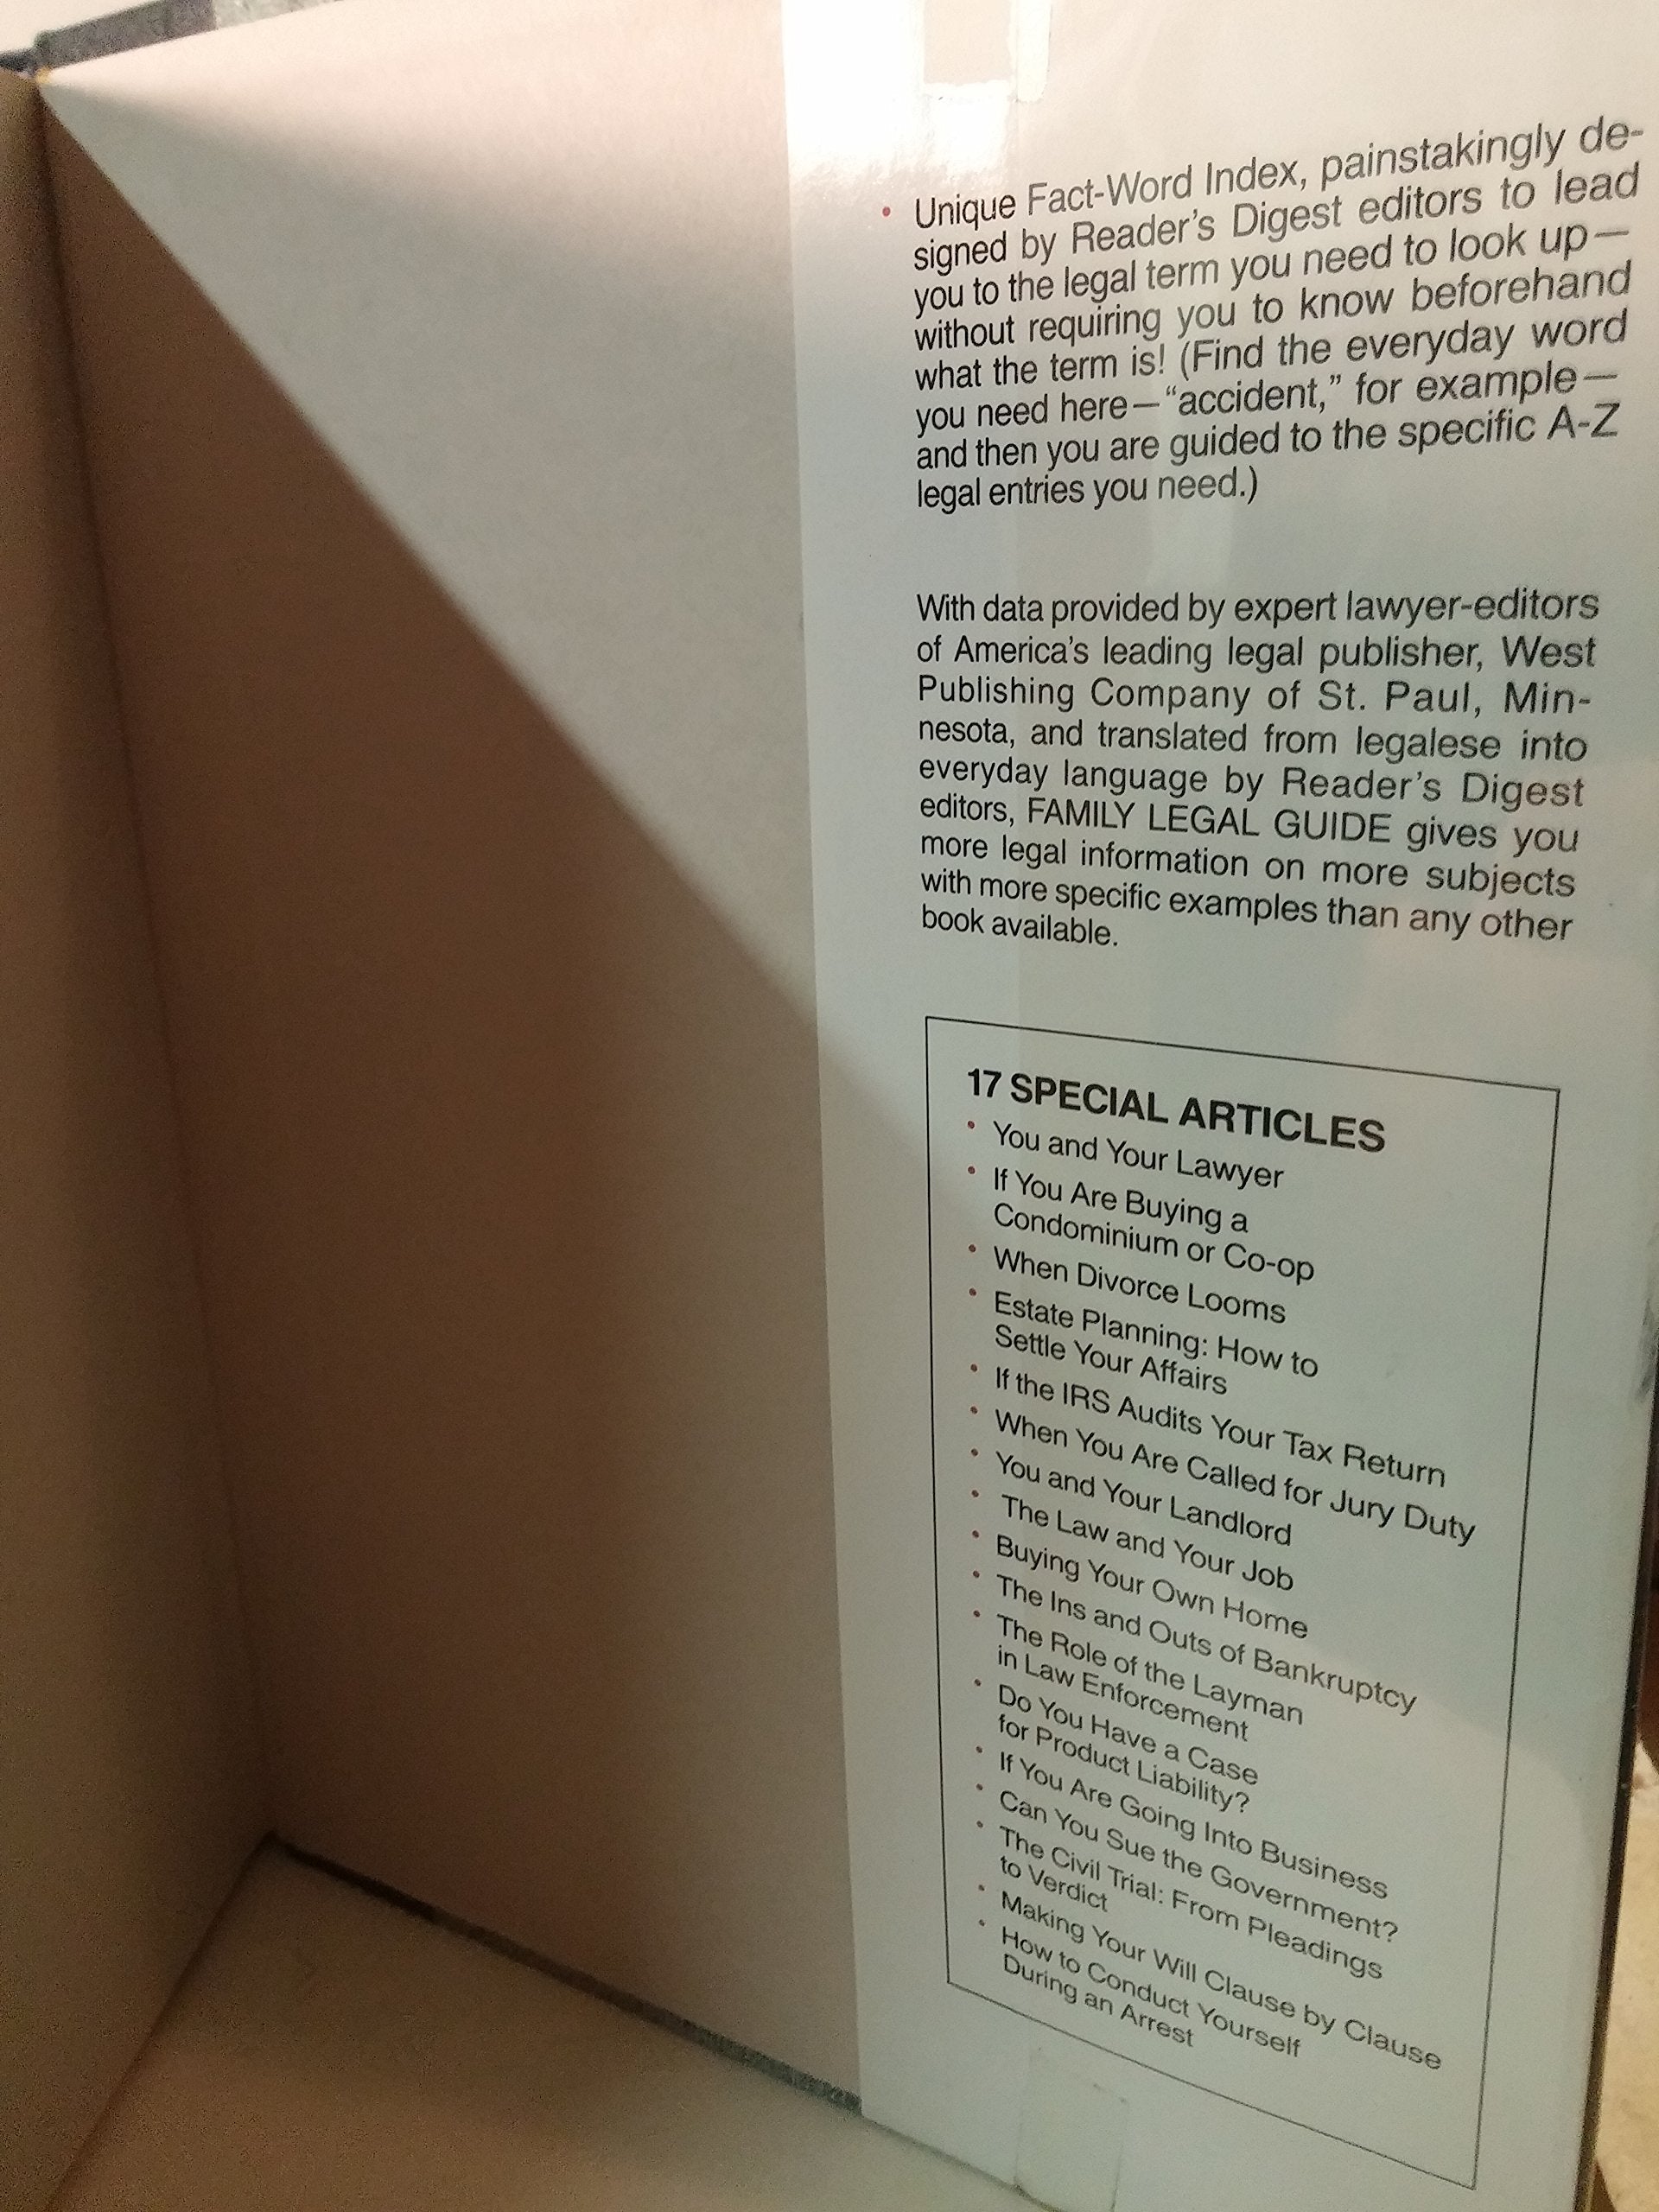 • Unique Fact-Word Index, painstakingly de-
signed by Reader's Digest editors to lead
you to the legal term you need to look up—
without requiring you to know beforehand
what the term is! (Find the everyday word
you need here—“accident,” for example—
and then you are guided to the specific A-Z
legal entries you need.)
With data provided by expert lawyer-editors
of America's leading legal publisher, West
Publishing Company of St. Paul, Min-
nesota, and translated from legalese into
everyday language by Reader's Digest
editors, FAMILY LEGAL GUIDE gives you
more legal information on more subjects
with more specific examples than any other
book available.
17 SPECIAL ARTICLES
• You and Your Lawyer
• If You Are Buying a
Condominium or Co-op
• When Divorce Looms
• Estate Planning: How to
Settle Your Affairs
• If the IRS Audits Your Tax Return
• When You Are Called for Jury Duty
• You and Your Landlord
• The Law and Your Job
• Buying Your Own Home
• The Ins and Outs of Bankruptcy
• The Role of the Layman
in Law Enforcement
• Do You Have a Case
for Product Liability?
• If You Are Going Into Business
• Can You Sue the Government?
• The Civil Trial: From Pleadings
to Verdict
• Making Your Will Clause by Clause
• How to Conduct Yourself
During an Arrest